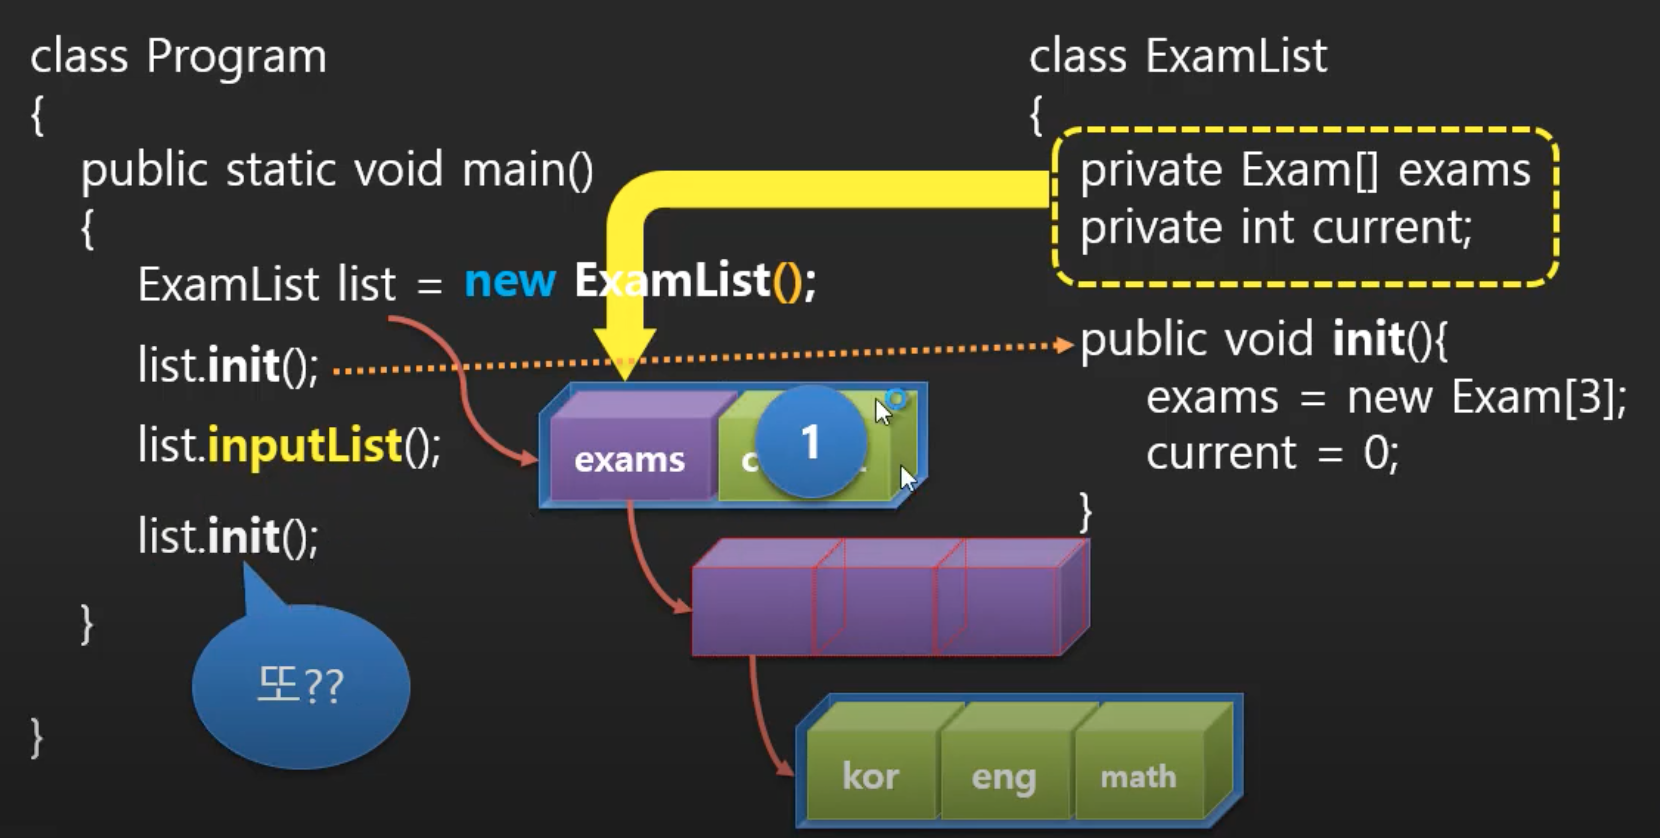 class Program
{
public static void main()
{
ExamList list = new ExamList();
list.init();
list.inputList();
list.init();
}
또??
}
class ExamList
{
private Exam[] exams
private int current;
public void init(){
exams = new Exam[3];
current = 0;
}
exams
1
kor eng math